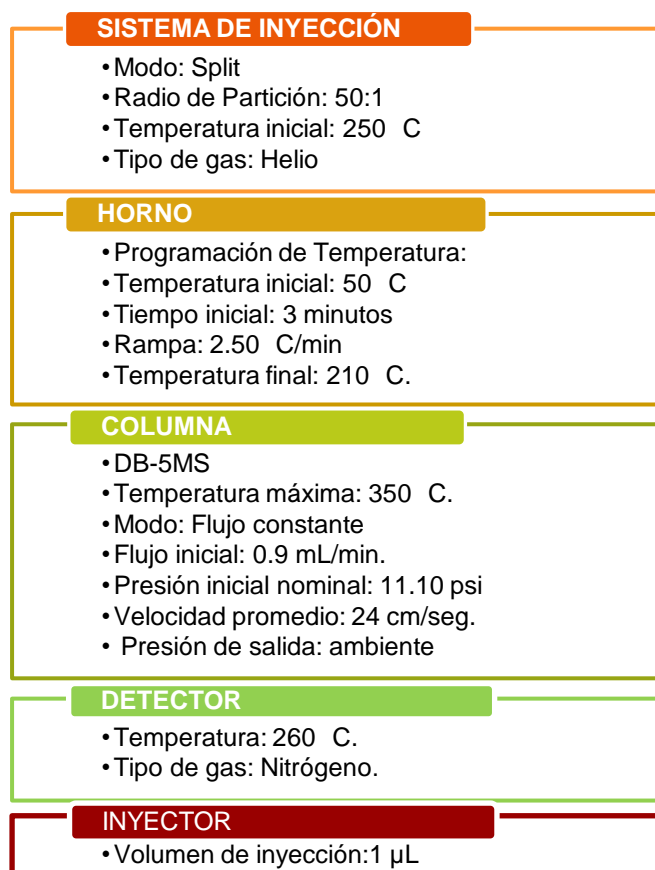 SISTEMA DE INYECCIÓN
•Modo: Split
•Radio de Partición: 50:1
•Temperatura inicial: 250 C
•Tipo de gas: Helio
HORNO
•Programación de Temperatura:
•Temperatura inicial: 50 C
•Tiempo inicial: 3 minutos
•Rampa: 2.50 C/min
•Temperatura final: 210 C.
COLUMNA
•DB-5MS
•Temperatura máxima: 350 C.
•Modo: Flujo constante
•Flujo inicial: 0.9 mL/min.
•Presión inicial nominal: 11.10 psi
•Velocidad promedio: 24 cm/seg.
• Presión de salida: ambiente
DETECTOR
•Temperatura: 260 C.
•Tipo de gas: Nitrógeno.
INYECTOR
•Volumen de inyección:1 µL